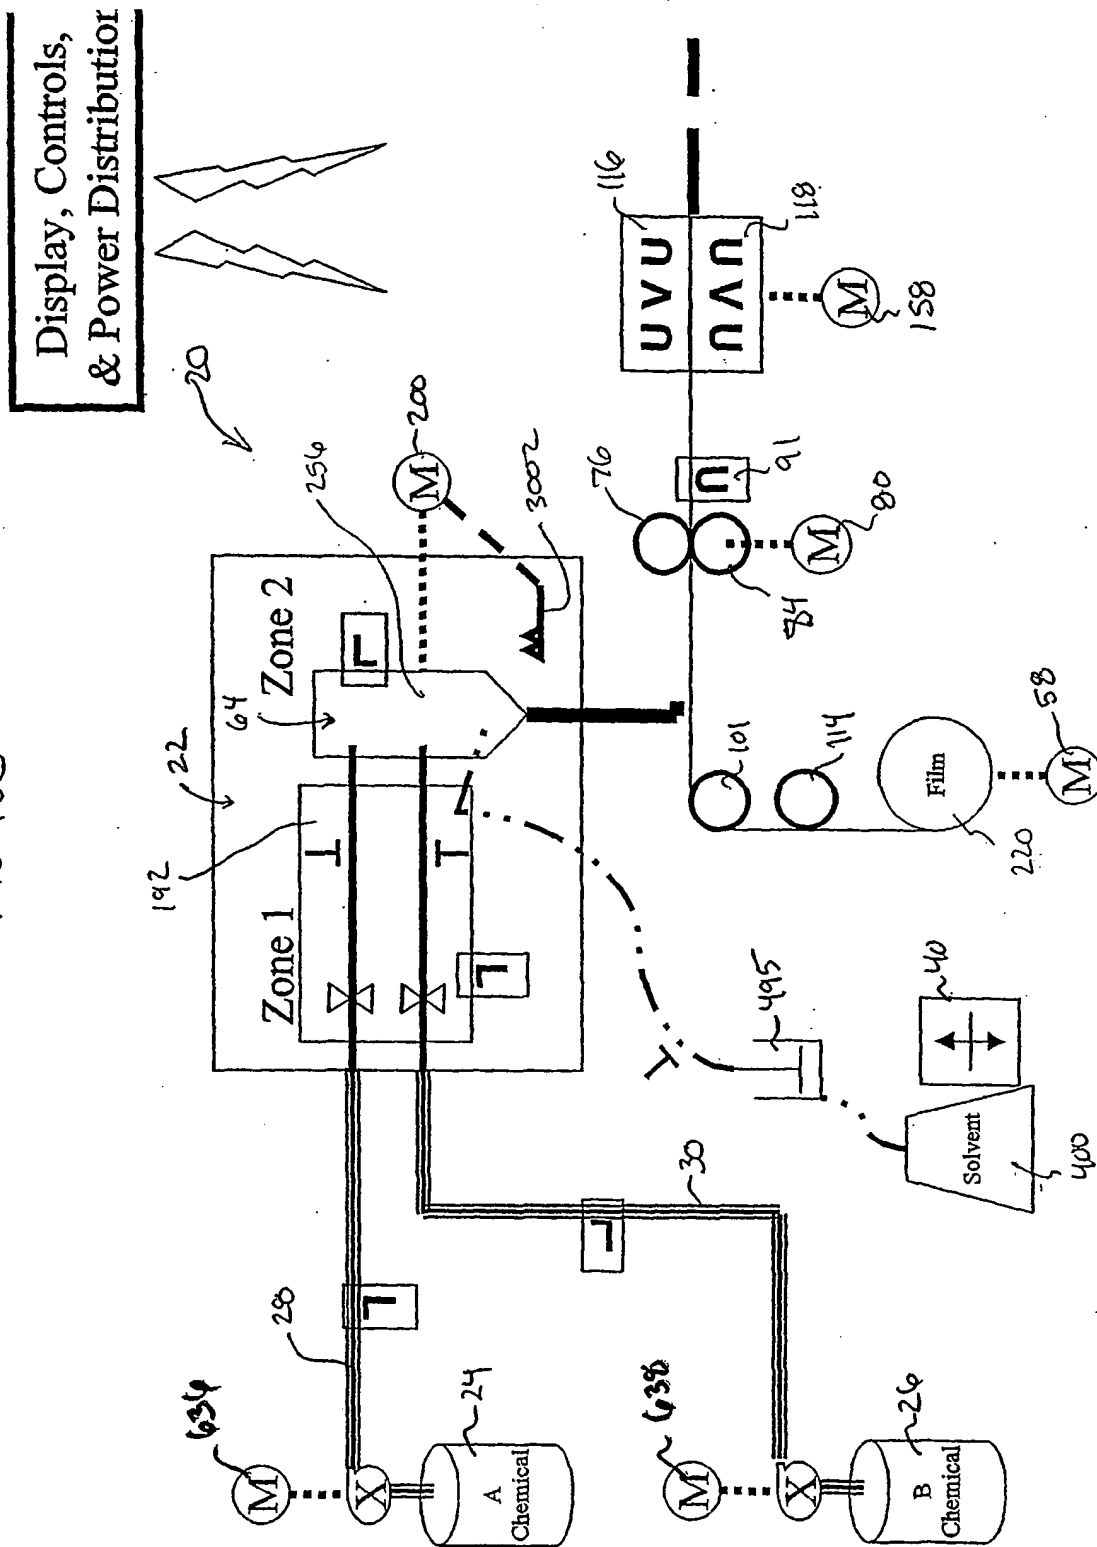 Display, Controls,
& Power Distribution
20
22
64
256
200
M
3002
Zone 1
Zone 2
192
T
T
L
L
76
84
M
80
U
91
U V U
116
U V U
118
M
158
101
114
Film
220
M
58
495
T
40
Solvent
400
28
L
30
L
636
M
X
24
A
Chemical
638
M
X
26
B
Chemical